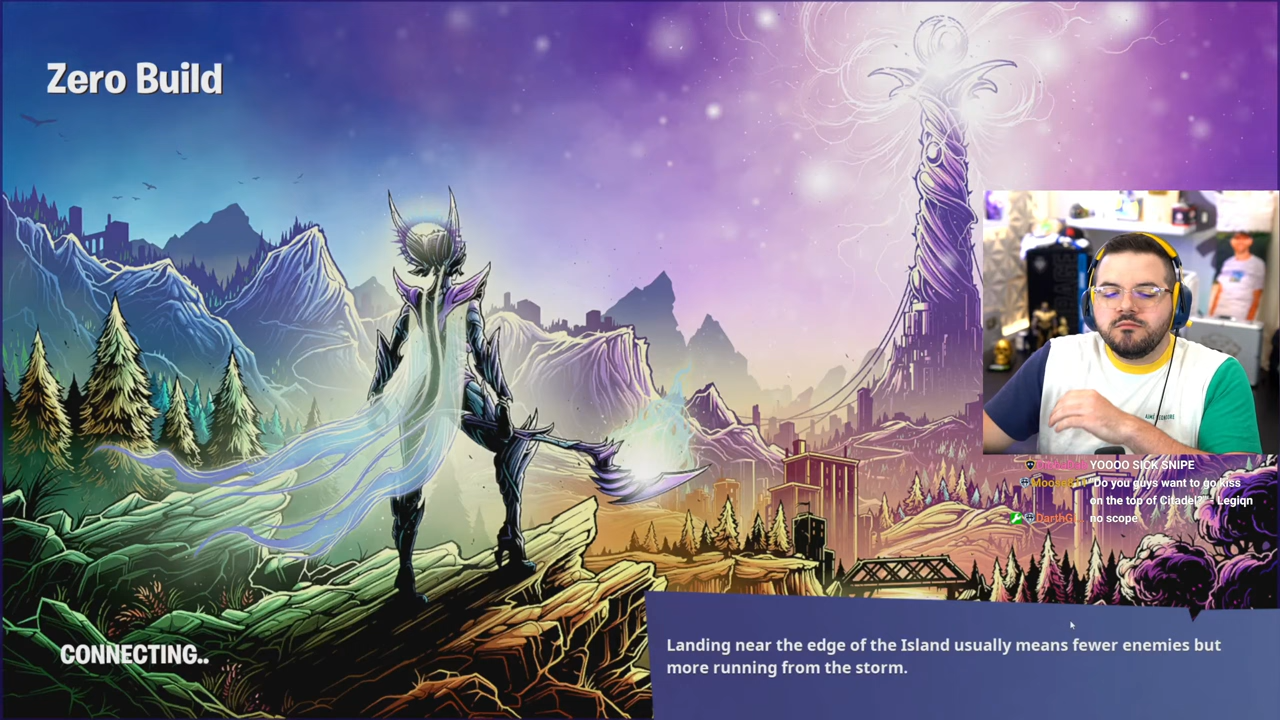 Zero Build
YOOOO SICK SNIPE
"Do you guys want to go kiss
on the top of Citadel?" - Legiqn
no scope
CONNECTING..
Landing near the edge of the Island usually means fewer enemies but
more running from the storm.